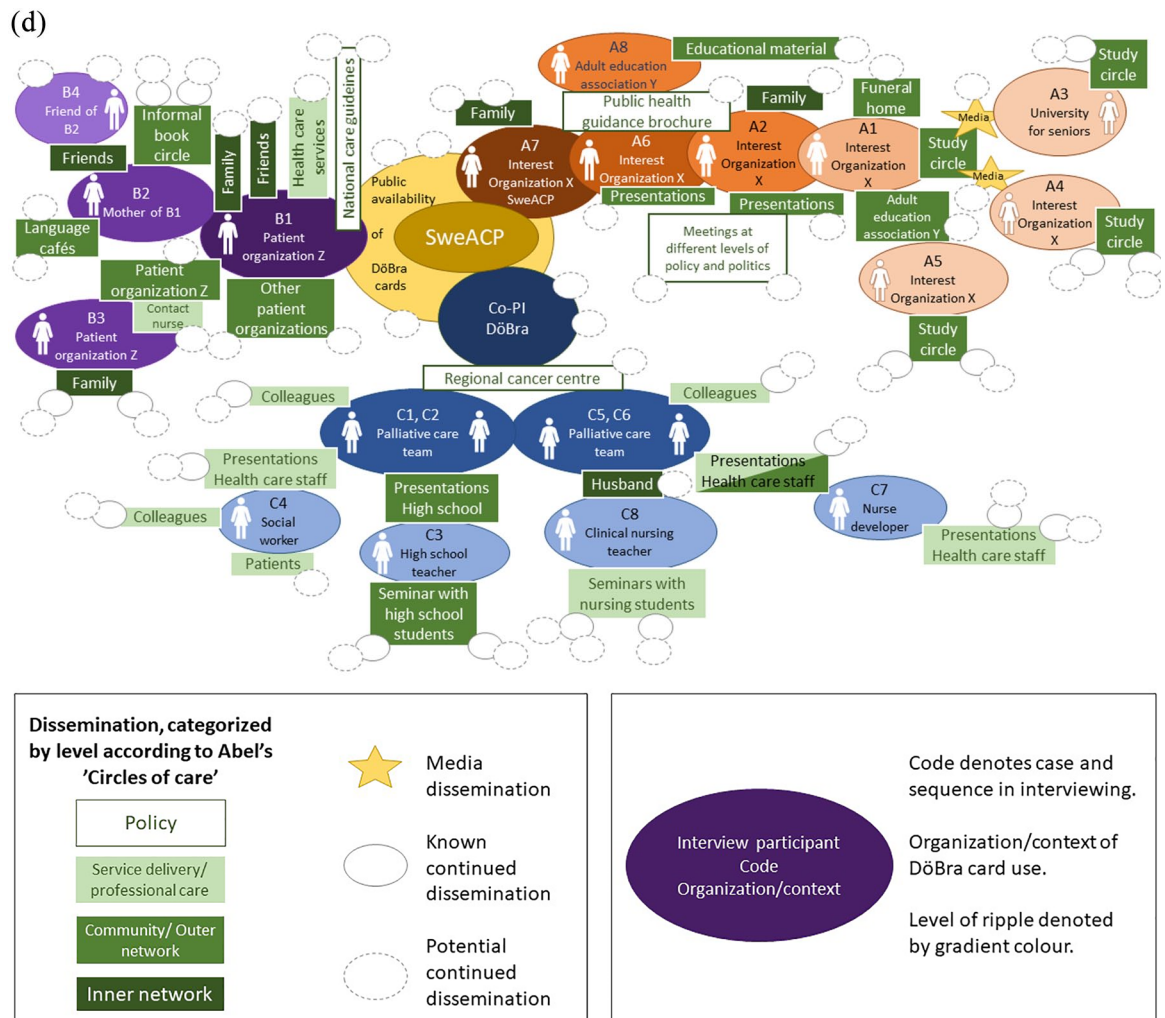 (d)
B4
Friend of
B2
Friends
Informal
book
circle
Family
Friends
Health care
services
National care guidelines
B2
Mother of B1
Language
cafés
B1
Patient
organization Z
Patient
organization Z
Contact
nurse
Other
patient
organizations
B3
Patient
organization Z
Family
Public
availability
of
DöBra
cards
SweACP
Co-PI
DöBra
Family
A7
Interest
Organization X
SweACP
A8
Adult education
association Y
Educational material
Public health
guidance brochure
A6
Interest
Organization X
Presentations
Family
A2
Interest
Organization
X
Presentations
Meetings at
different levels of
policy and politics
Funeral
home
A1
Interest
Organization
X
Study
circle
Adult
education
association Y
Media
Media
A3
University
for seniors
Study
circle
A4
Interest
Organization
X
Study
circle
A5
Interest
Organization X
Study
circle
Regional cancer centre
Colleagues
C1, C2
Palliative care
team
C5, C6
Palliative care
team
Colleagues
Presentations
Health care staff
C4
Social
worker
Colleagues
Patients
Presentations
High school
C3
High school
teacher
Seminar with
high school
students
Husband
C8
Clinical nursing
teacher
Seminars with
nursing students
Presentations
Health care staff
C7
Nurse
developer
Presentations
Health care staff
Dissemination, categorized
by level according to Abel's
’Circles of care’
Policy
Service delivery/
professional care
Community/ Outer
network
Inner network
Media
dissemination
Known
continued
dissemination
Potential
continued
dissemination
Interview participant
Code
Organization/context
Code denotes case and
sequence in interviewing.
Organization/context of
DöBra card use.
Level of ripple denoted
by gradient colour.